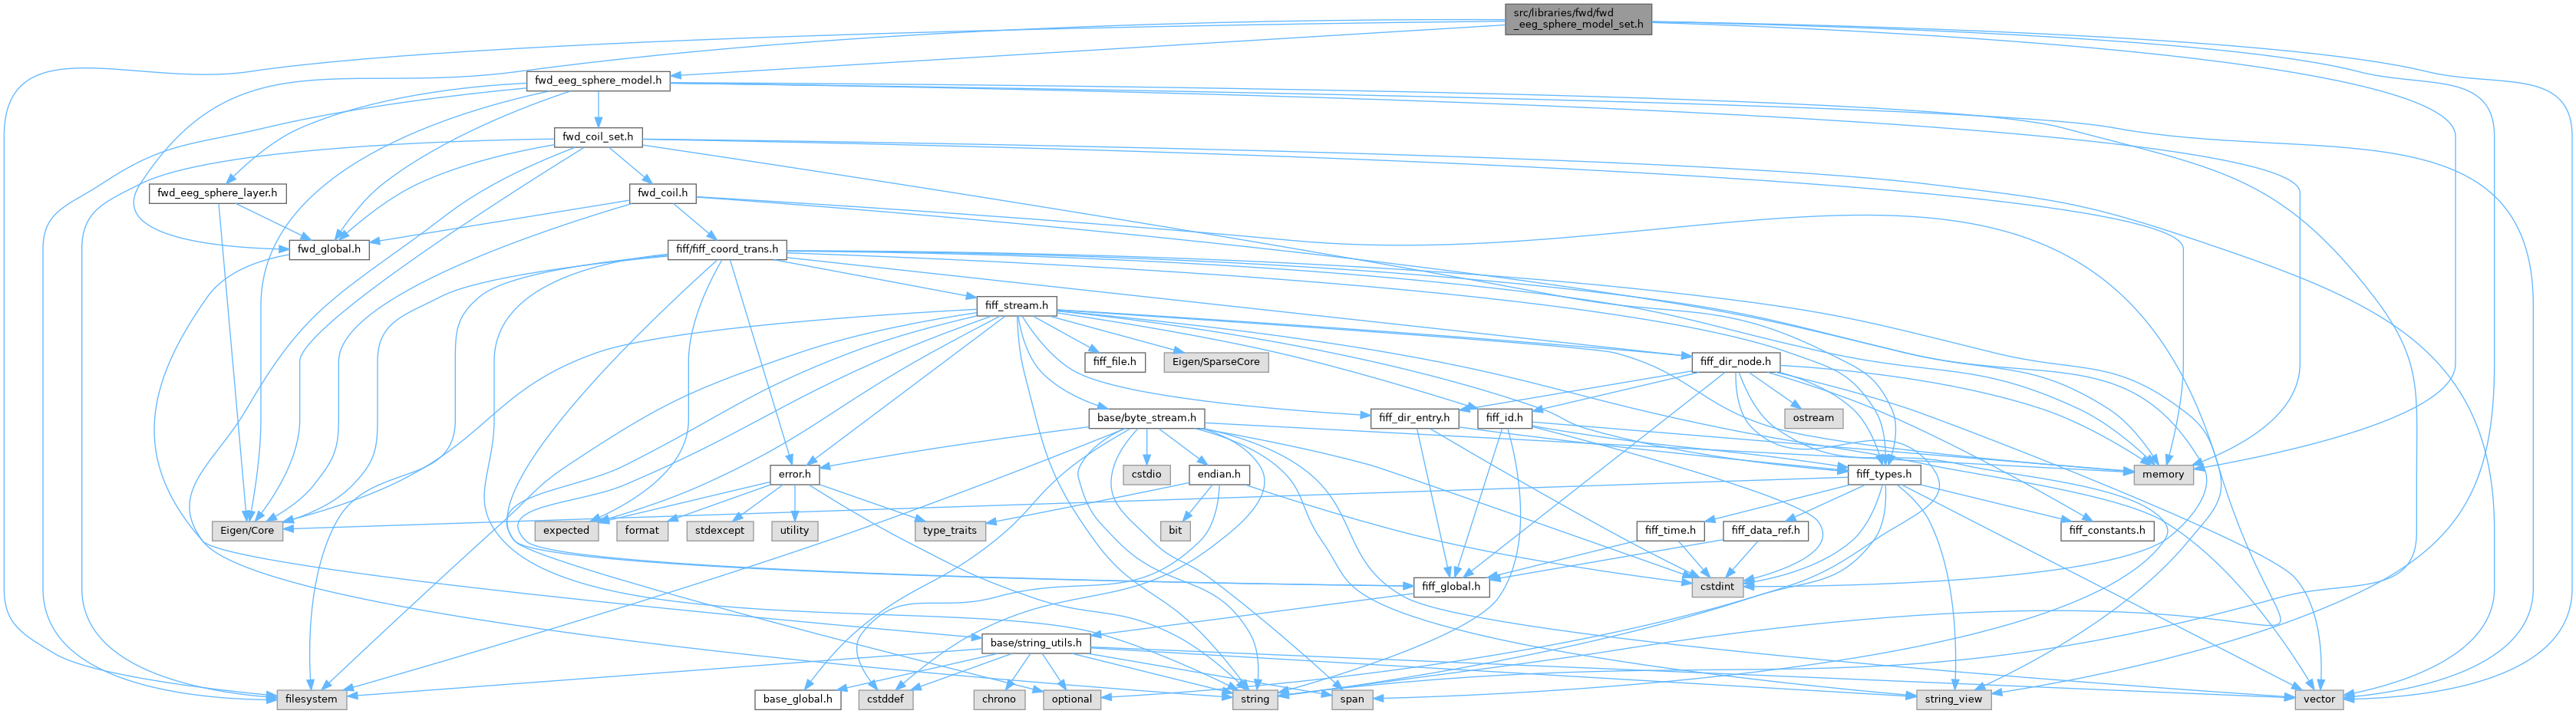 src/libraries/fwd/fwd
_eeg_sphere_model_set.h
fwd_eeg_sphere_model.h
fwd_coil_set.h
fwd_eeg_sphere_layer.h
fwd_coil.h
fwd_global.h
fiff/fiff_coord_trans.h
fiff_stream.h
fiff_file.h
Eigen/SparseCore
fiff_dir_node.h
base/byte_stream.h
fiff_dir_entry.h
fiff_id.h
ostream
error.h
cstdio
endian.h
fiff_types.h
memory
Eigen/Core
expected
format
stdexcept
utility
type_traits
bit
fiff_time.h
fiff_data_ref.h
fiff_constants.h
fiff_global.h
cstdint
base/string_utils.h
filesystem
base_global.h
cstddef
chrono
optional
string
span
string_view
vector